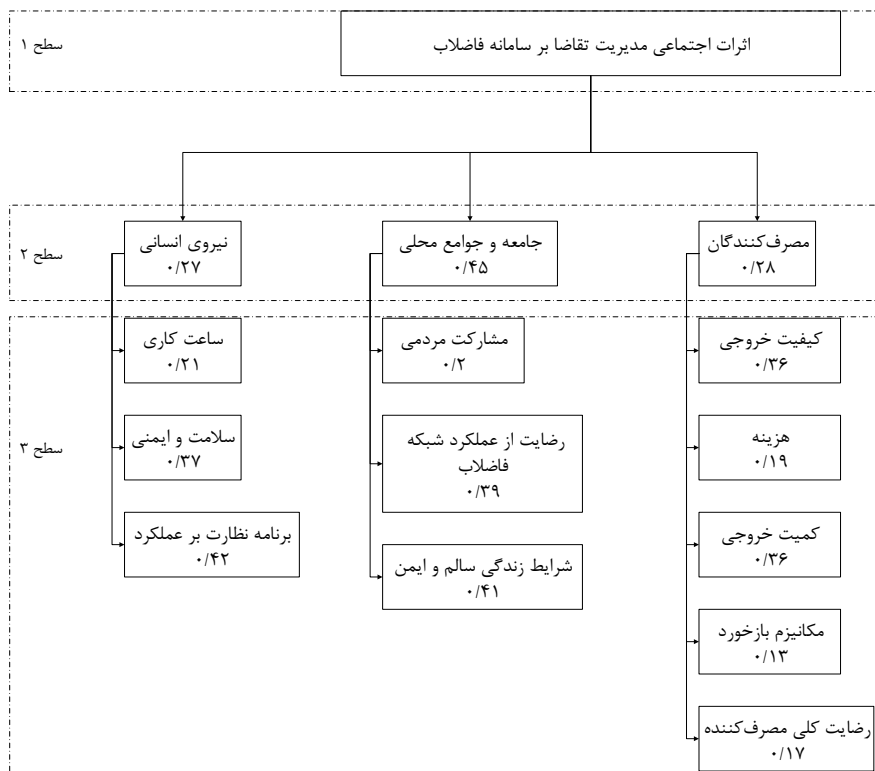 سطح ۱
اثرات اجتماعی مدیریت تقاضا بر سامانه فاضلاب
سطح ۲
مصرف‌کنندگان
۰/۲۸
جامعه و جوامع محلی
۰/۴۵
نیروی انسانی
۰/۲۷
سطح ۳
کیفیت خروجی
۰/۳۶
هزینه
۰/۱۹
کمیت خروجی
۰/۳۶
مکانیزم بازخورد
۰/۱۳
رضایت کلی مصرف‌کننده
۰/۱۷
مشارکت مردمی
۰/۲
رضایت از عملکرد شبکه
فاضلاب
۰/۳۹
شرایط زندگی سالم و ایمن
۰/۴۱
ساعت کاری
۰/۲۱
سلامت و ایمنی
۰/۳۷
برنامه نظارت بر عملکرد
۰/۴۲